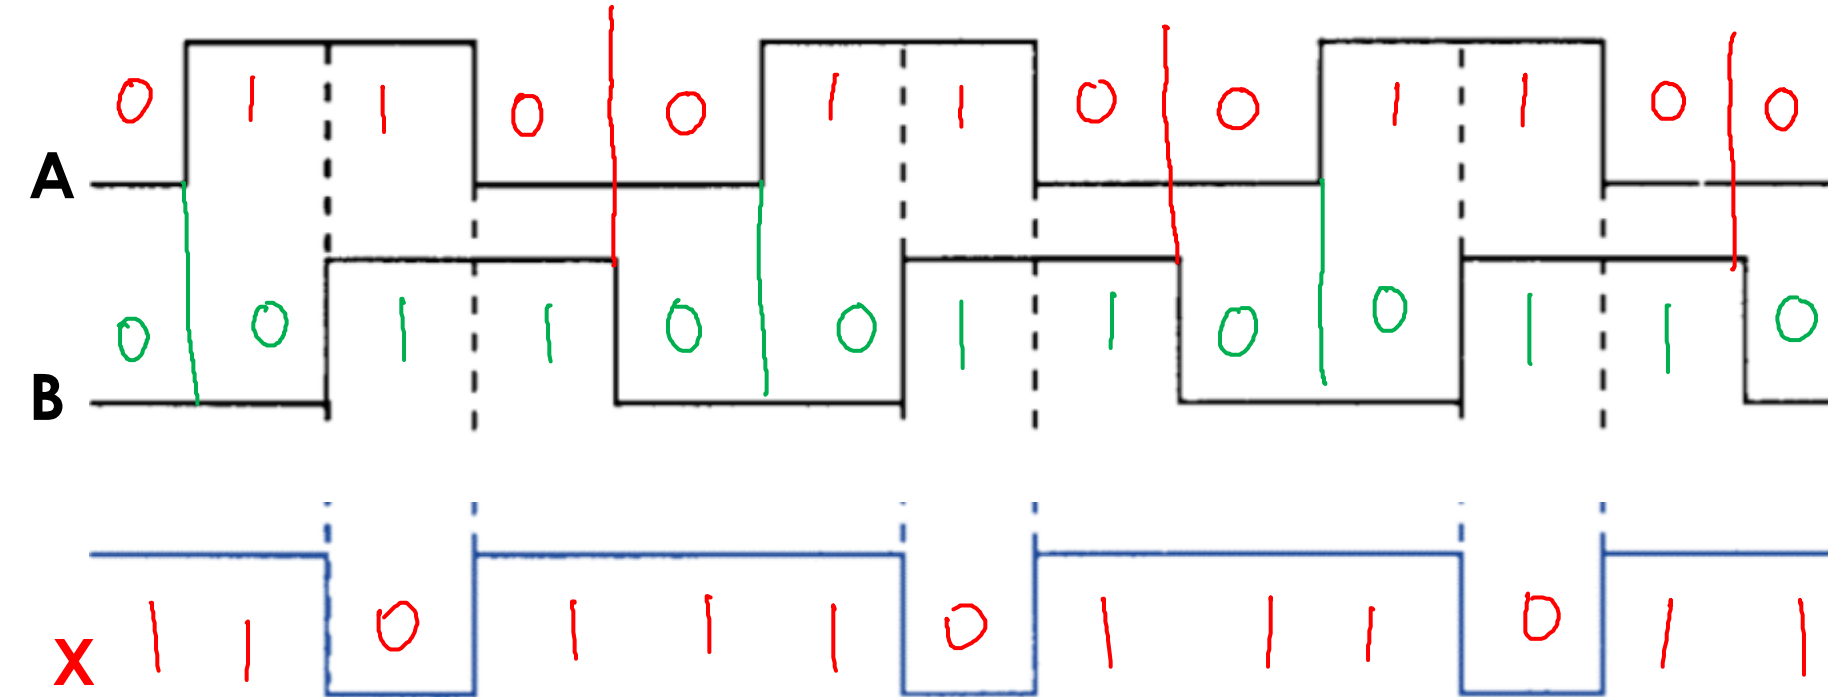 0 1 1 0 0 1 1 0 0 1 1 0 0
A
0 0 1 1 0 0 1 1 0 0 1 1 0
B
1 1 0 1 1 1 0 1 1 1 0 1 1
X